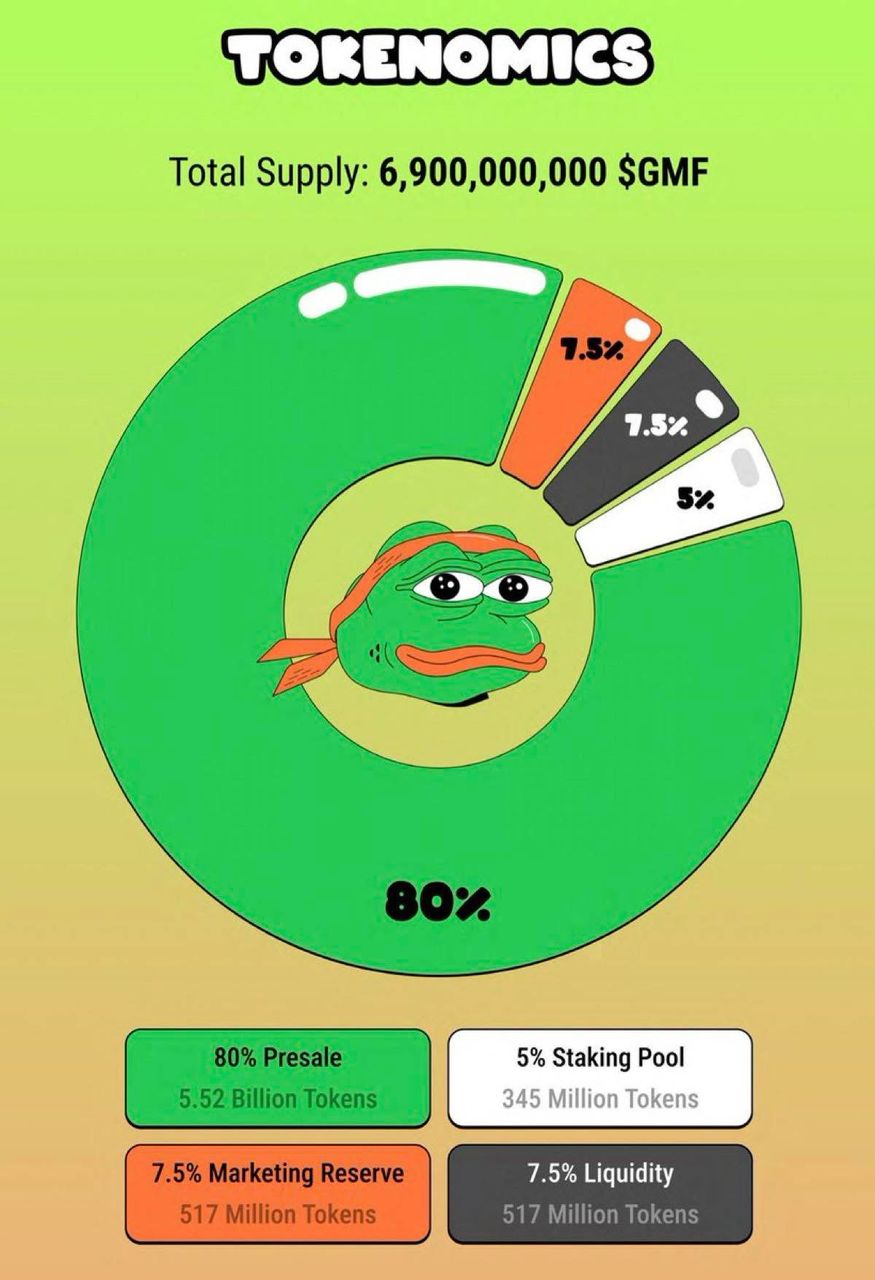 TOKENOMICS
Total Supply: 6,900,000,000 $GMF
7.5%
7.5%
5%
80%
80% Presale
5.52 Billion Tokens
5% Staking Pool
345 Million Tokens
7.5% Marketing Reserve
517 Million Tokens
7.5% Liquidity
517 Million Tokens